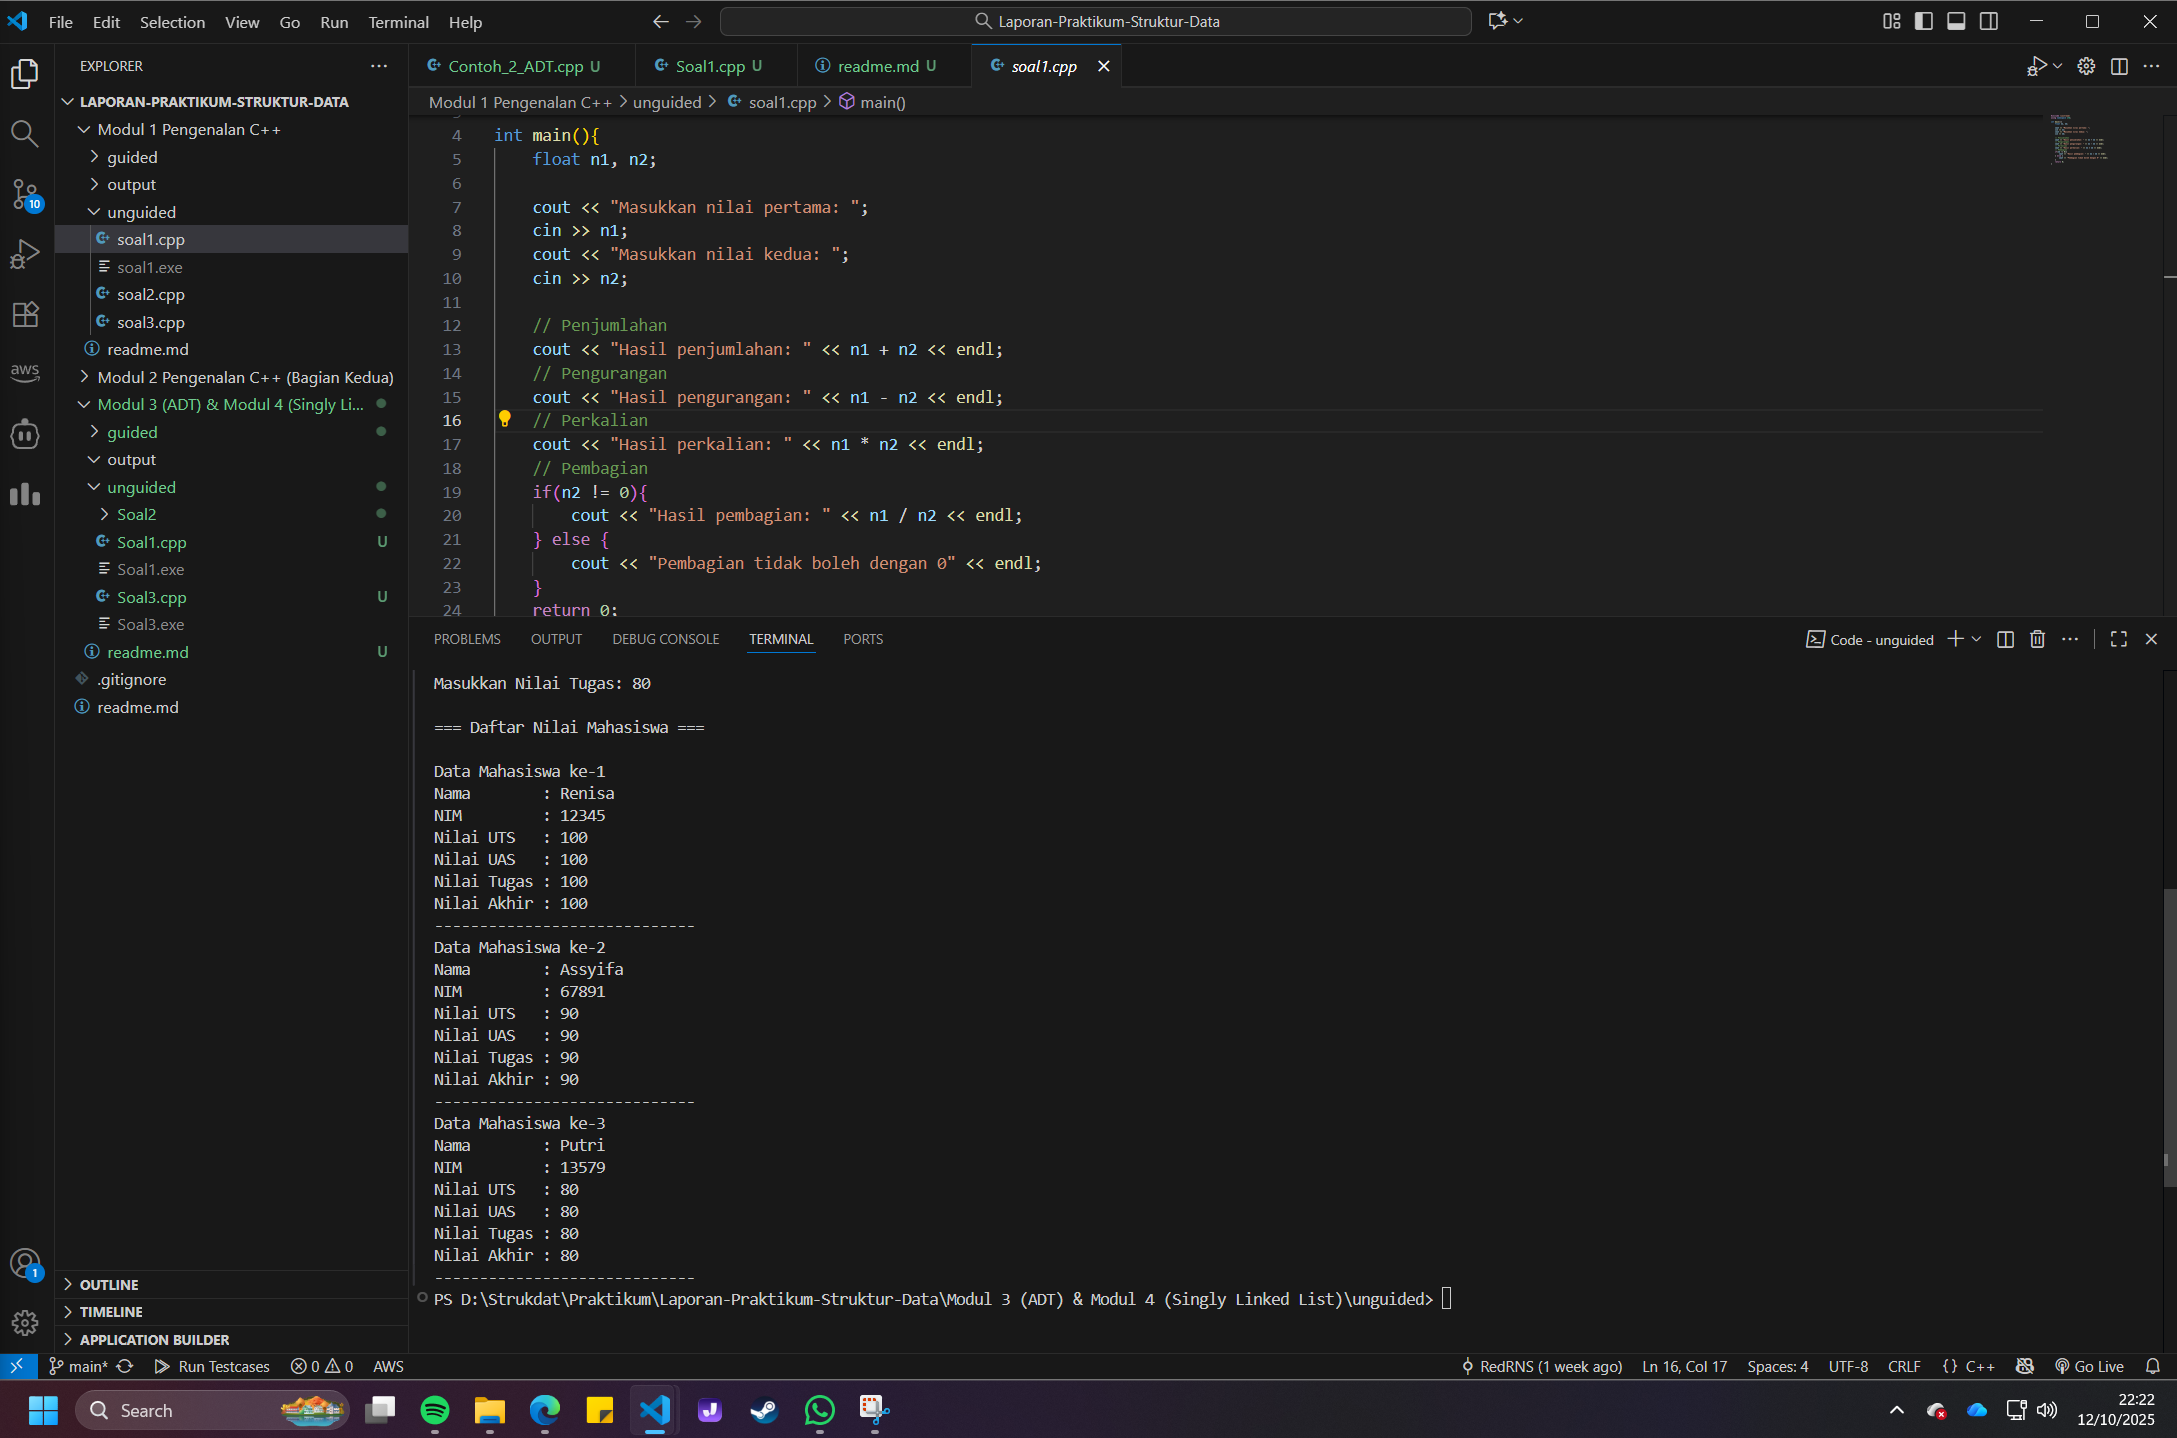 File Edit Selection View Go Run Terminal Help
Laporan-Praktikum-Struktur-Data
EXPLORER
LAPORAN-PRAKTIKUM-STRUKTUR-DATA
Modul 1 Pengenalan C++
guided
output
unguided
soal1.cpp
soal1.exe
soal2.cpp
soal3.cpp
readme.md
Modul 2 Pengenalan C++ (Bagian Kedua)
Modul 3 (ADT) & Modul 4 (Singly Li...
guided
output
unguided
Soal2
Soal1.cpp U
Soal1.exe
Soal3.cpp U
Soal3.exe
readme.md U
.gitignore
readme.md
OUTLINE
TIMELINE
APPLICATION BUILDER
10
aws
1
Contoh_2_ADT.cpp U Soal1.cpp U readme.md U soal1.cpp
Modul 1 Pengenalan C++ > unguided > soal1.cpp > main()
4 int main(){
5 float n1, n2;
6
7 cout << "Masukkan nilai pertama: ";
8 cin >> n1;
9 cout << "Masukkan nilai kedua: ";
10 cin >> n2;
11
12 // Penjumlahan
13 cout << "Hasil penjumlahan: " << n1 + n2 << endl;
14 // Pengurangan
15 cout << "Hasil pengurangan: " << n1 - n2 << endl;
16 // Perkalian
17 cout << "Hasil perkalian: " << n1 * n2 << endl;
18 // Pembagian
19 if(n2 != 0){
20 cout << "Hasil pembagian: " << n1 / n2 << endl;
21 } else {
22 cout << "Pembagian tidak boleh dengan 0" << endl;
23 }
24 return 0;
PROBLEMS OUTPUT DEBUG CONSOLE TERMINAL PORTS
Code - unguided
Masukkan Nilai Tugas: 80
=== Daftar Nilai Mahasiswa ===
Data Mahasiswa ke-1
Nama : Renisa
NIM : 12345
Nilai UTS : 100
Nilai UAS : 100
Nilai Tugas : 100
Nilai Akhir : 100
-----------------------------
Data Mahasiswa ke-2
Nama : Assyifa
NIM : 67891
Nilai UTS : 90
Nilai UAS : 90
Nilai Tugas : 90
Nilai Akhir : 90
-----------------------------
Data Mahasiswa ke-3
Nama : Putri
NIM : 13579
Nilai UTS : 80
Nilai UAS : 80
Nilai Tugas : 80
Nilai Akhir : 80
-----------------------------
PS D:\Strukdat\Praktikum\Laporan-Praktikum-Struktur-Data\Modul 3 (ADT) & Modul 4 (Singly Linked List)\unguided>
main* Run Testcases 0 0 AWS RedRNS (1 week ago) Ln 16, Col 17 Spaces: 4 UTF-8 CRLF {} C++ Go Live
Search
22:22
12/10/2025